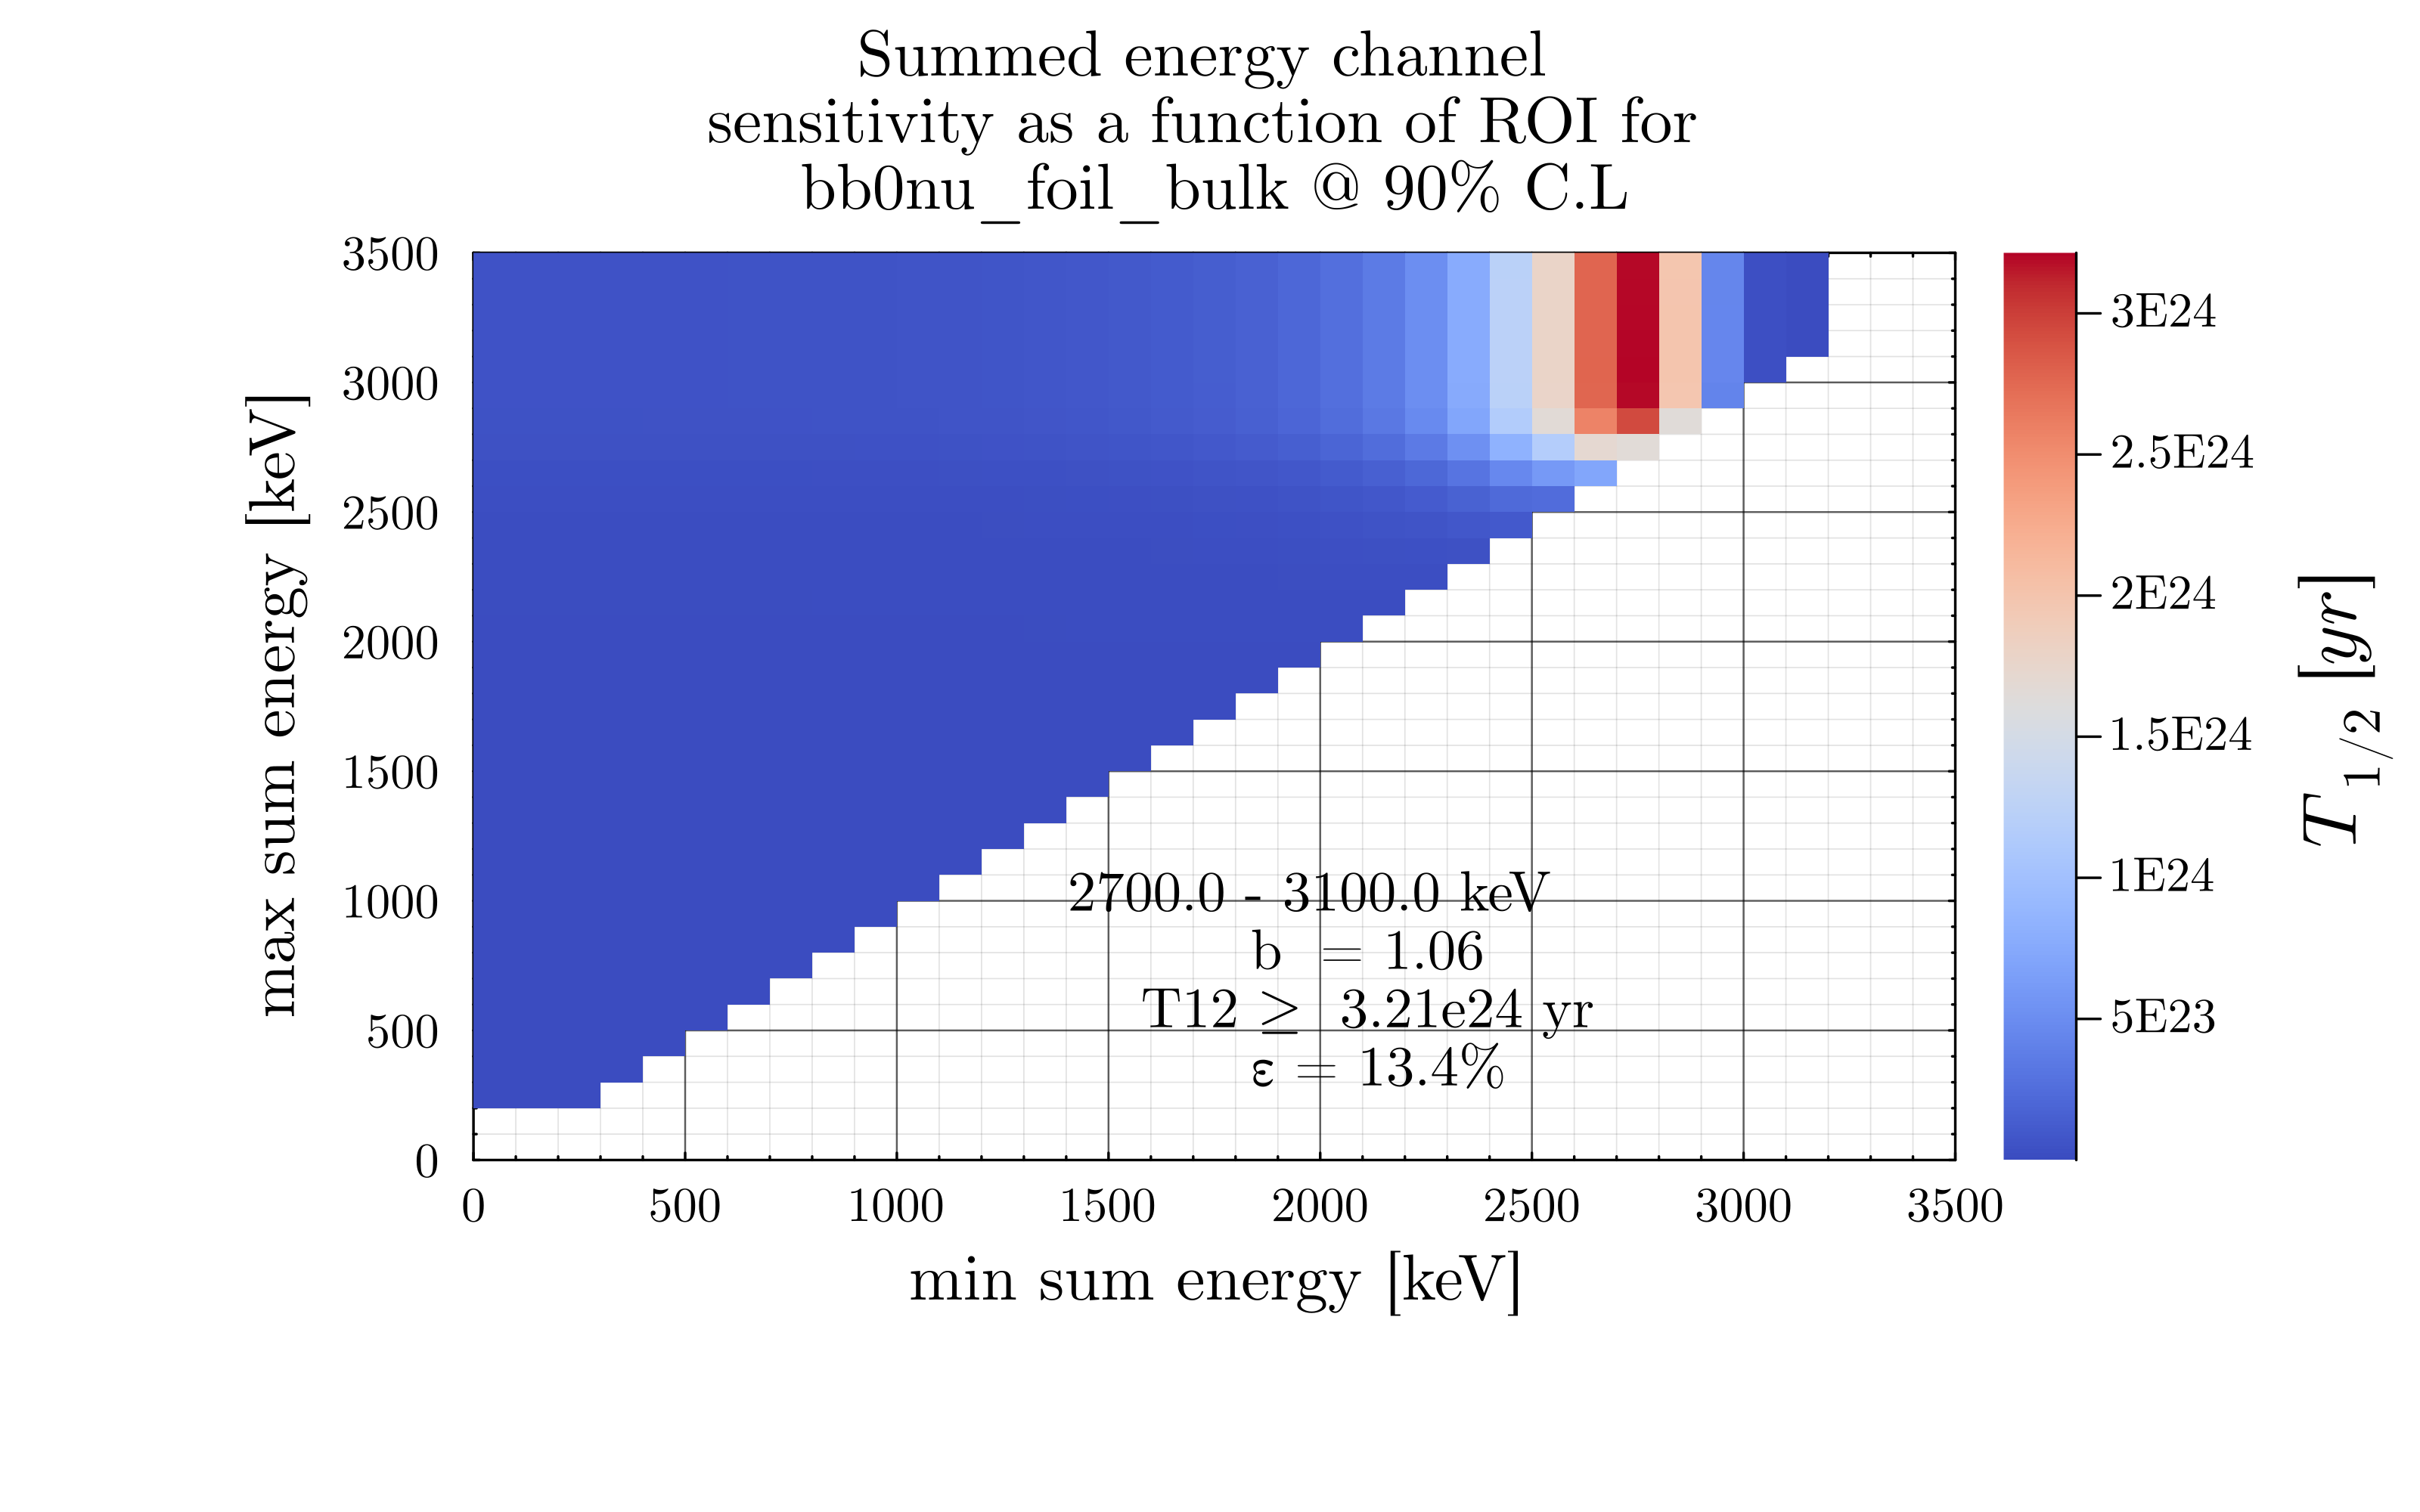 Summed energy channel
sensitivity as a function of ROI for
bb0nu_foil_bulk @ 90% C.L
3500
3000
2500
2000
1500
1000
500
0
max sum energy [keV]
2700.0 - 3100.0 keV
b = 1.06
T12 ≥ 3.21e24 yr
ε = 13.4%
0 500 1000 1500 2000 2500 3000 3500
min sum energy [keV]
3E24
2.5E24
2E24
1.5E24
1E24
5E23
T 1/2 [yr]